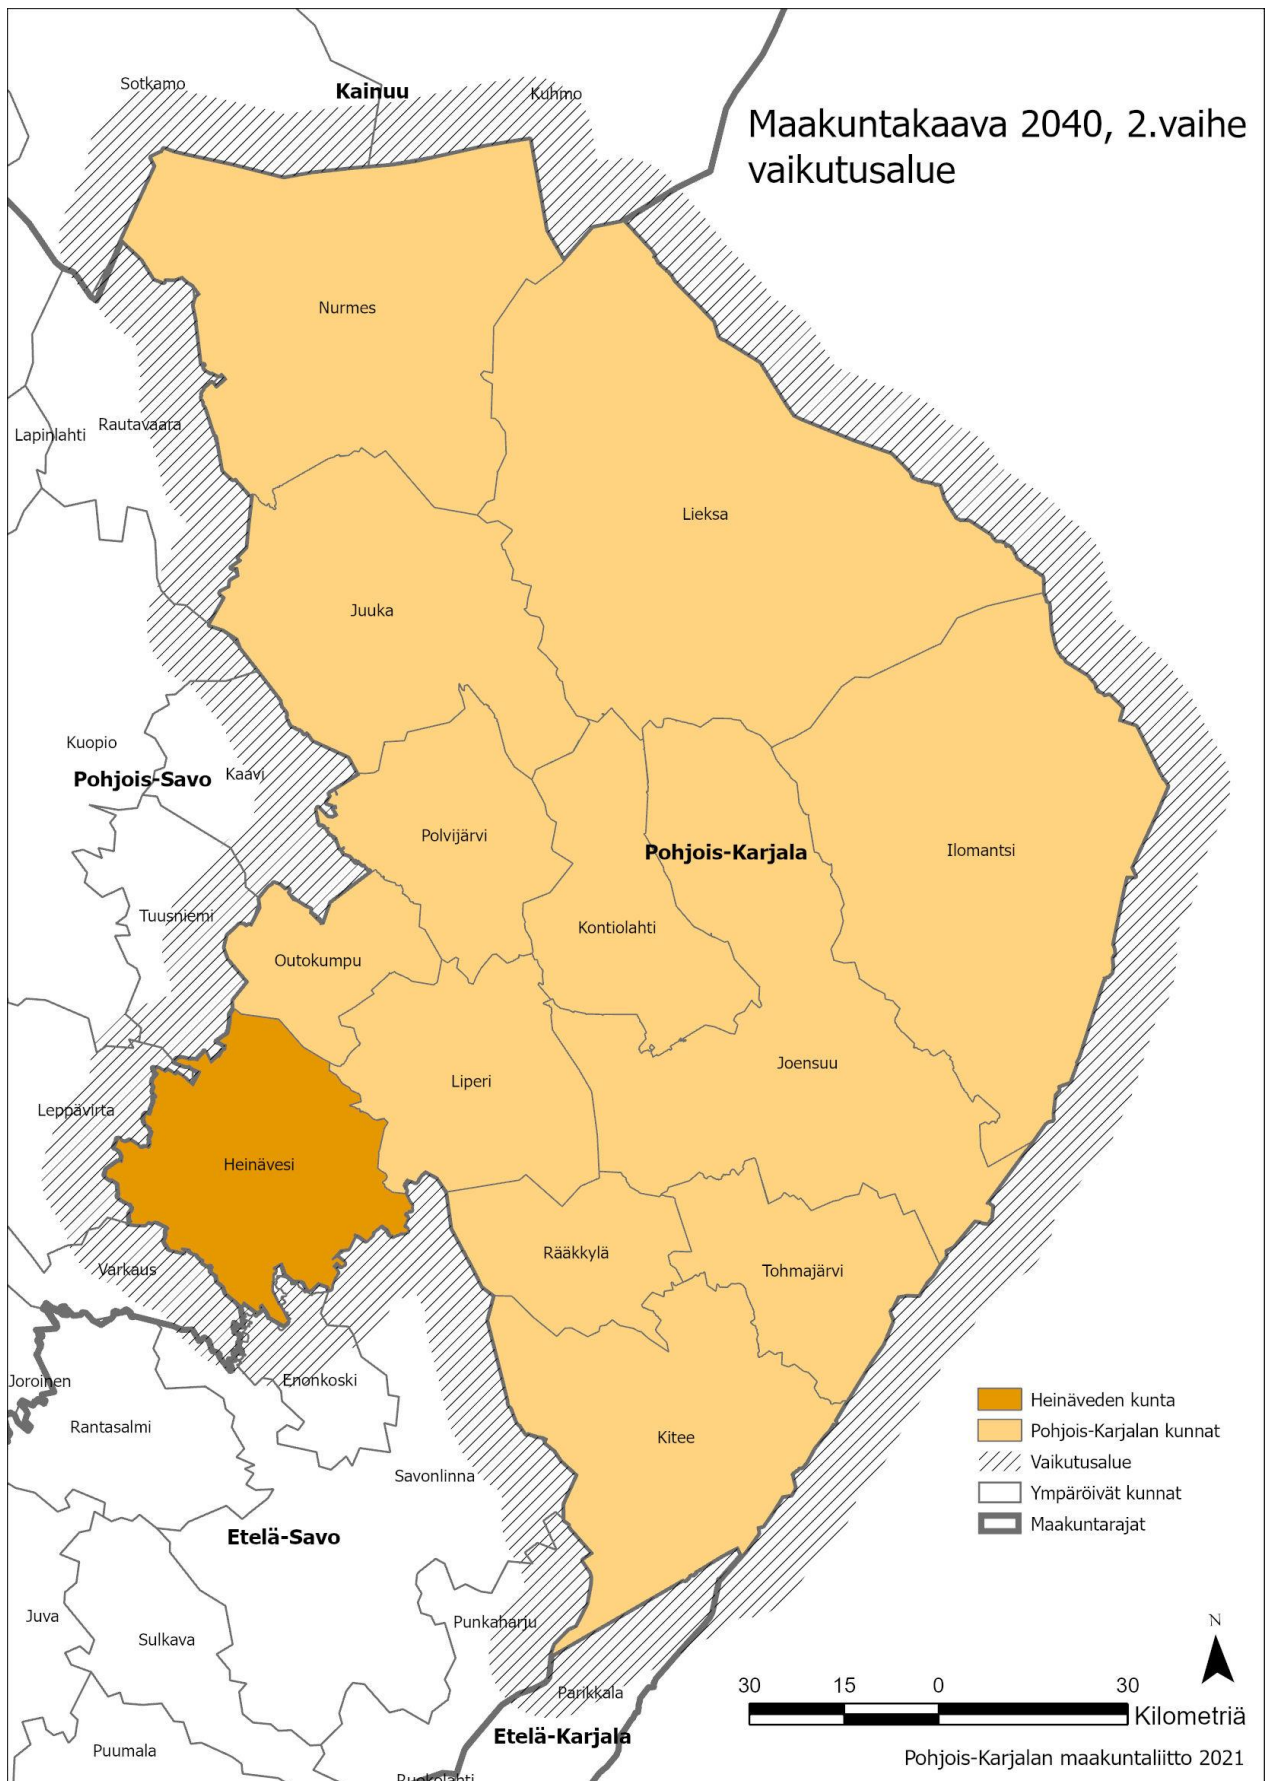 Sotkamo
Kainuu
Kuhmo
Maakuntakaava 2040, 2.vaihe
vaikutusalue
Nurmes
Rautavaara
Lapinlahti
Lieksa
Juuka
Kuopio
Pohjois-Savo
Kaavi
Polvijärvi
Pohjois-Karjala
Ilomantsi
Tuusniemi
Kontiolahti
Outokumpu
Joensuu
Liperi
Leppävirta
Heinävesi
Rääkkylä
Varkaus
Tohmajärvi
Joroinen
Enonkoski
Rantasalmi
Kitee
Savonlinna
Etelä-Savo
Juva
Sulkava
Punkaharju
Parikkala
Etelä-Karjala
Puumala
Ruokolahti
Heinäveden kunta
Pohjois-Karjalan kunnat
Vaikutusalue
Ympäröivät kunnat
Maakuntarajat
N
30 15 0 30
Kilometriä
Pohjois-Karjalan maakuntaliitto 2021